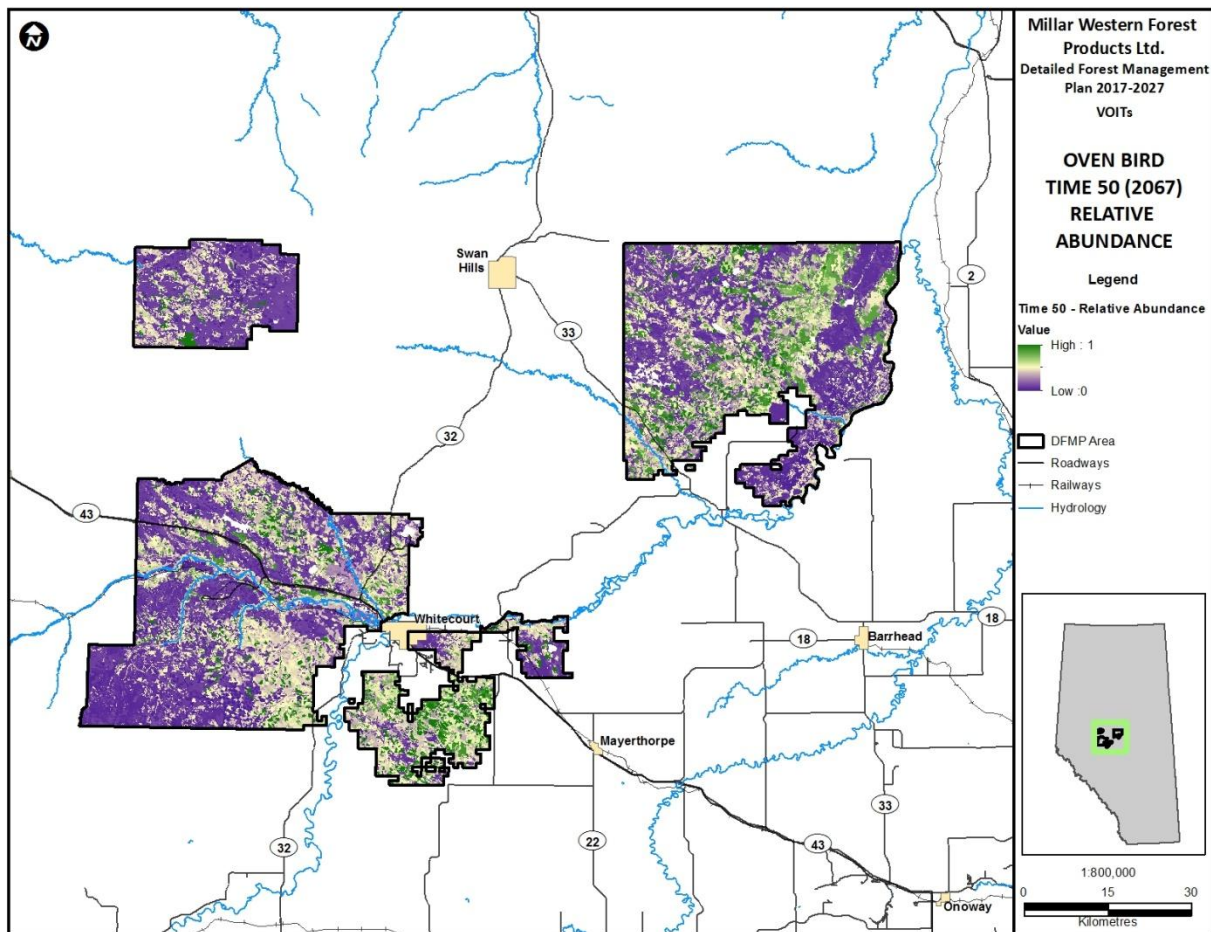 N
Millar Western Forest
Products Ltd.
Detailed Forest Management
Plan 2017-2027
VOITs
OVEN BIRD
TIME 50 (2067)
RELATIVE
ABUNDANCE
Legend
Time 50 - Relative Abundance
Value
High : 1
Low :0
DFMP Area
Roadways
Railways
Hydrology
1:800,000
0 15 30
Kilometres
Swan
Hills
2
33
32
43
Whitecourt
18
Barrhead
18
Mayerthorpe
32
22
43
33
Onoway